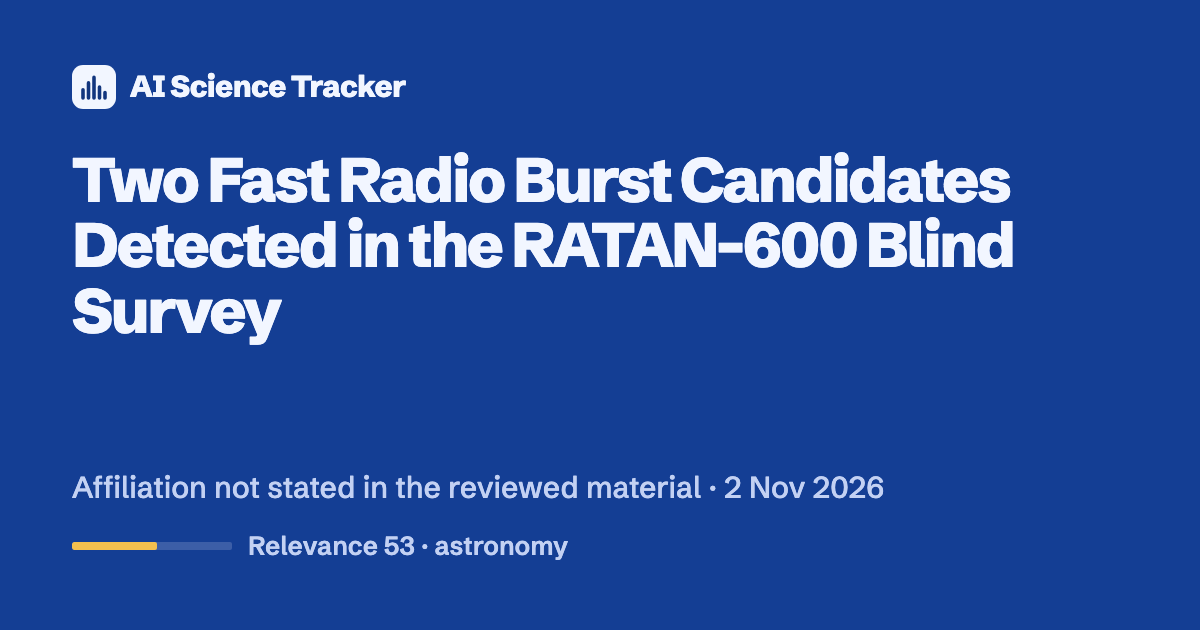 AI Science Tracker
Two Fast Radio Burst Candidates
Detected in the RATAN-600 Blind
Survey
Affiliation not stated in the reviewed material · 2 Nov 2026
Relevance 53 · astronomy